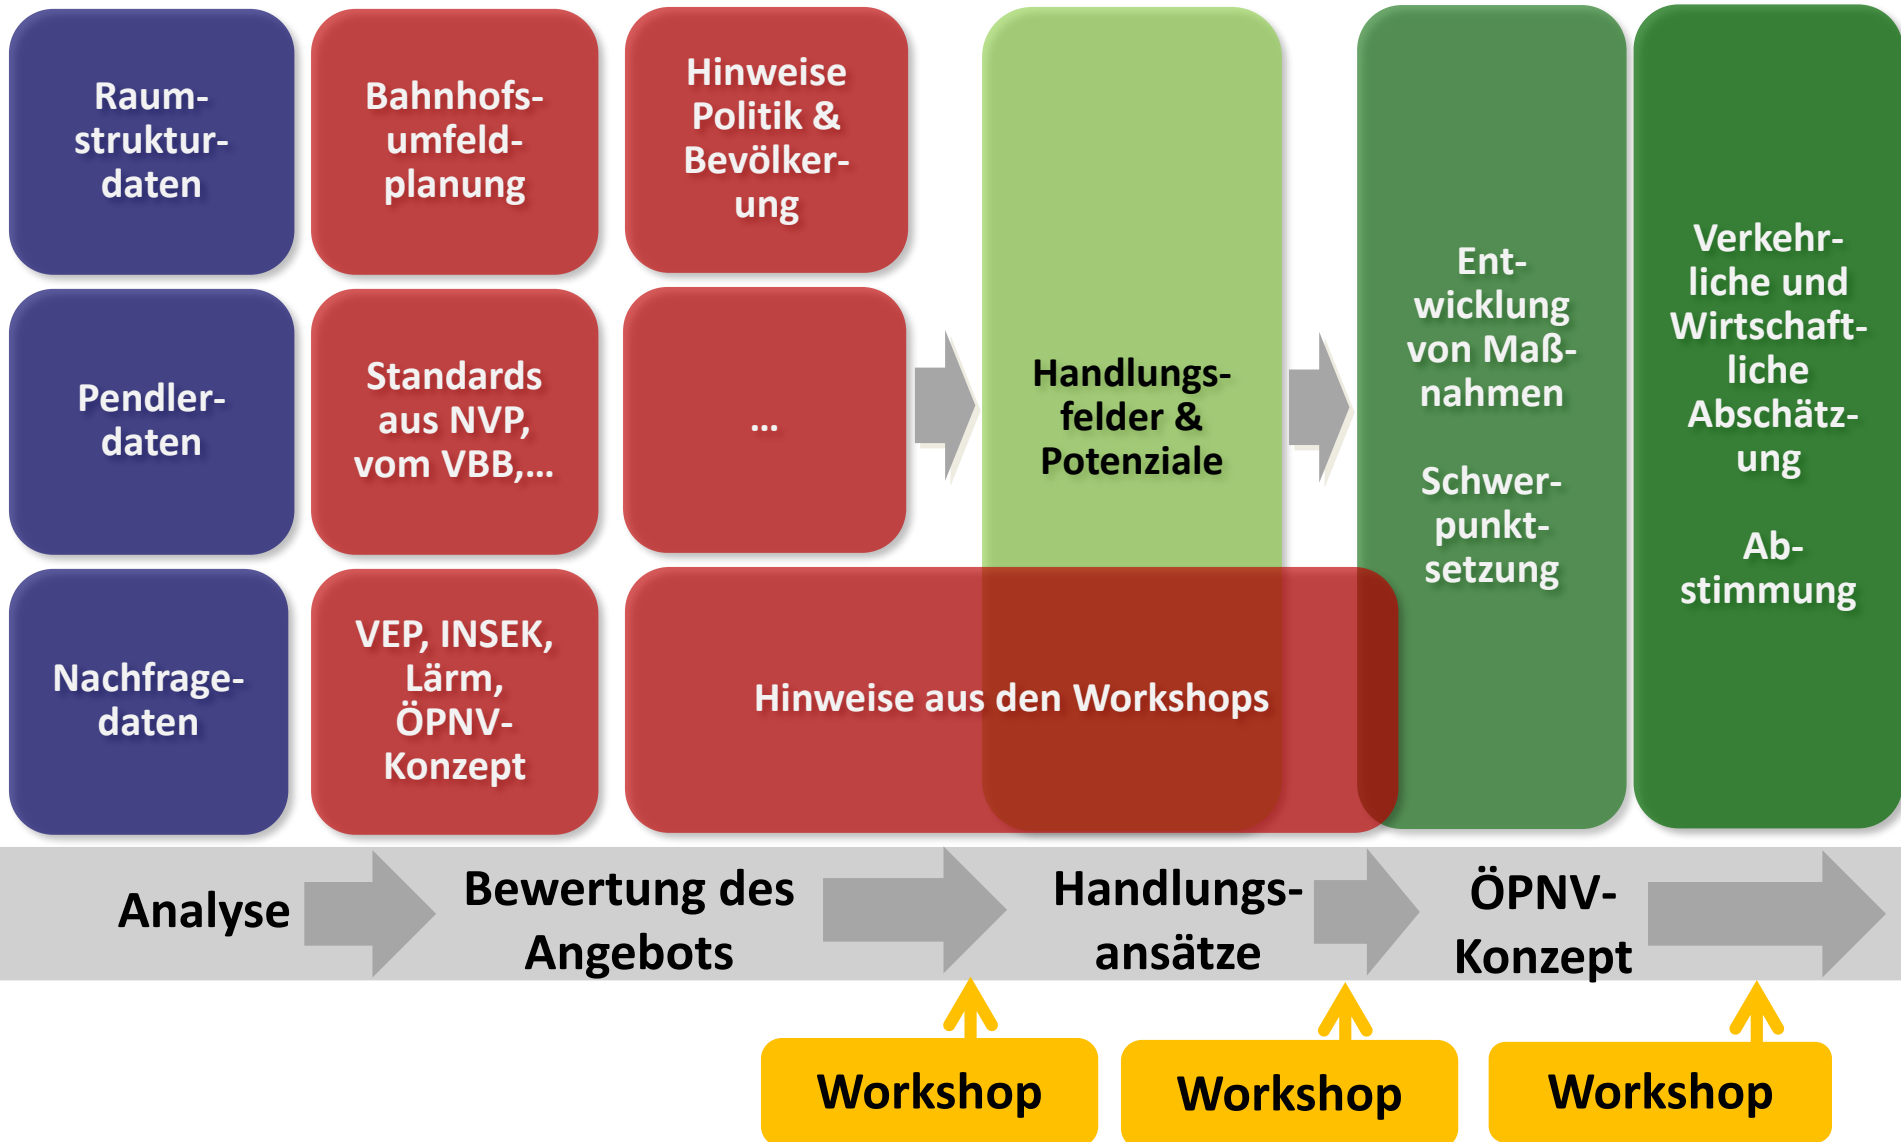 Raum-
struktur-
daten
Bahnhofs-
umfeld-
planung
Hinweise
Politik &
Bevölker-
ung
Pendler-
daten
Standards
aus NVP,
vom VBB,...
...
Nachfrage-
daten
VEP, INSEK,
Lärm,
ÖPNV-
Konzept
Hinweise aus den Workshops
Handlungs-
felder &
Potenziale
Ent-
wicklung
von Maß-
nahmen
Schwer-
punkt-
setzung
Verkehr-
liche und
Wirtschaft-
liche
Abschätz-
ung
Ab-
stimmung
Analyse
Bewertung des
Angebots
Handlungs-
ansätze
ÖPNV-
Konzept
Workshop
Workshop
Workshop